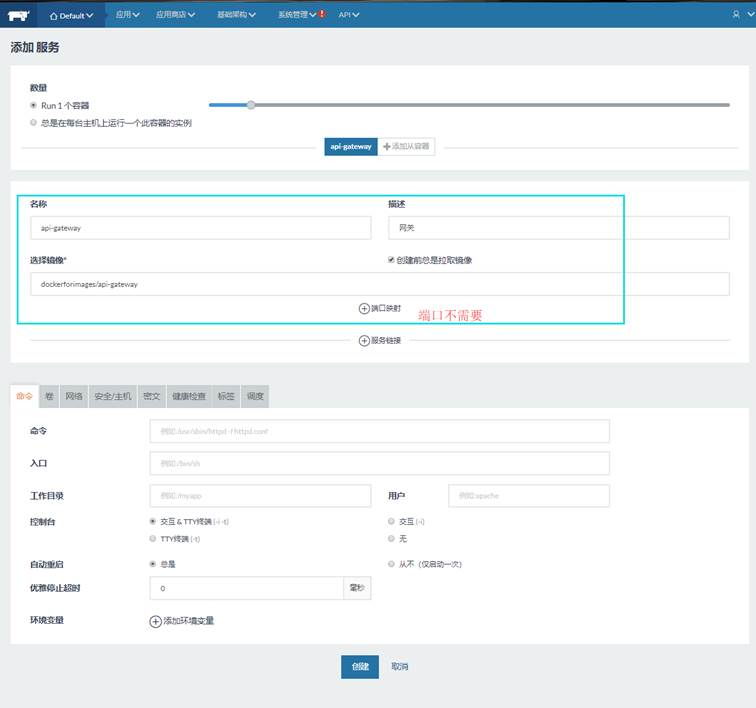 Default 应用 应用商店 基础架构 系统管理 ! API
添加 服务
数量
Run 1 个容器
总是在每台主机上运行一个此容器的实例
api-gateway 添加从容器
名称 描述
api-gateway 网关
选择镜像* 创建前总是拉取镜像
dockerforimages/api-gateway
端口映射 端口不需要
服务链接
命令 卷 网络 安全/主机 密文 健康检查 标签 调度
命令 例如:/usr/sbin/httpd -f httpd.conf
入口 例如:/bin/sh
工作目录 例如:/myapp 用户 例如:apache
控制台 交互 & TTY终端 (-i -t) 交互 (-i)
TTY终端 (-t) 无
自动重启 总是 从不（仅启动一次）
优雅停止超时 0 毫秒
环境变量 添加环境变量
创建 取消